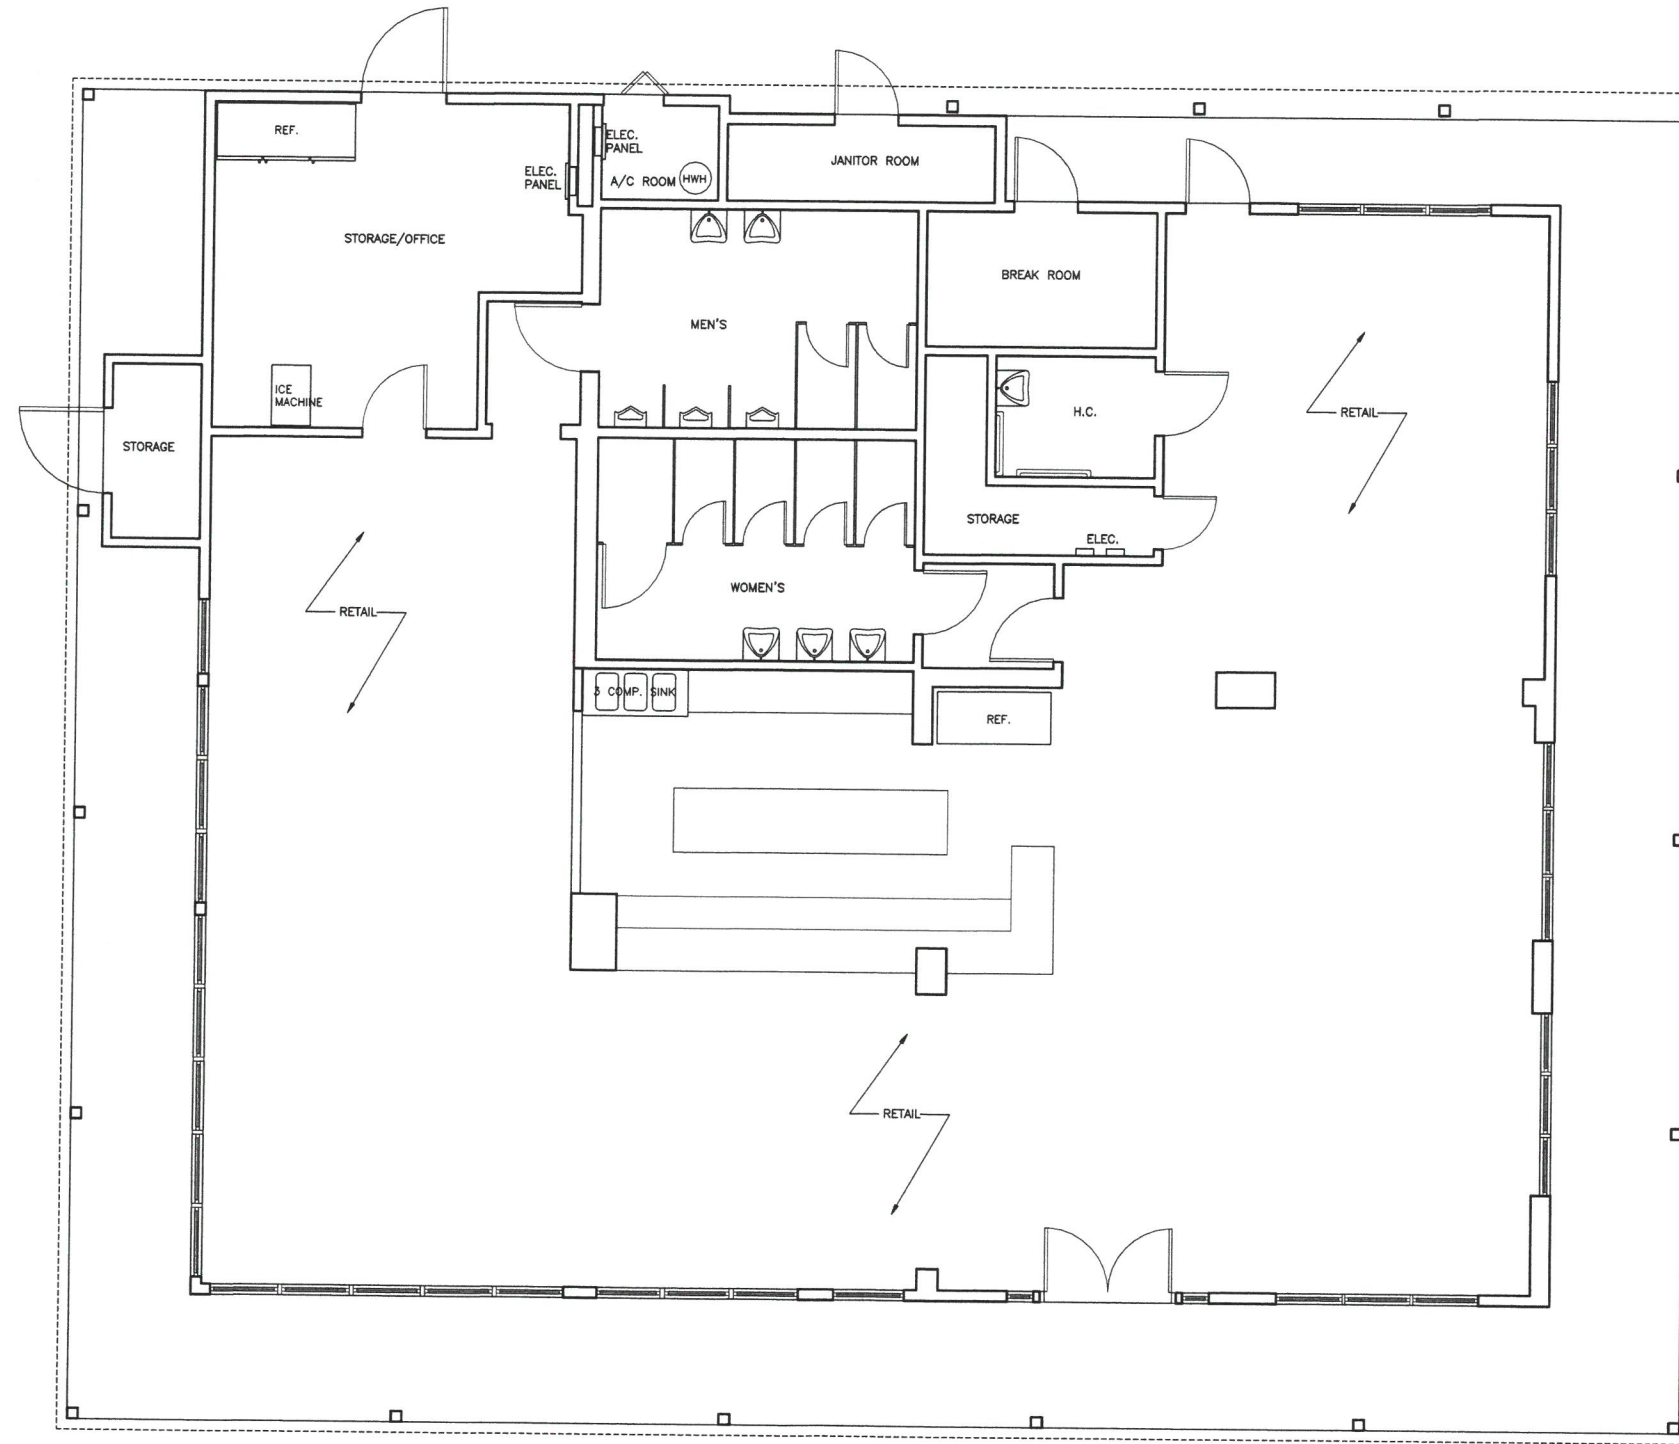 REF.
ELEC.
PANEL
ELEC.
PANEL
A/C ROOM
HWH
JANITOR ROOM
STORAGE/OFFICE
MEN'S
BREAK ROOM
ICE
MACHINE
STORAGE
H.C.
RETAIL
STORAGE
ELEC.
RETAIL
WOMEN'S
3 COMP. SINK
REF.
RETAIL